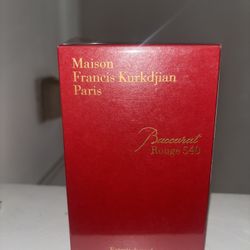 Maison
Francis Kurkdjian
Paris
Baccarat
Rouge 540